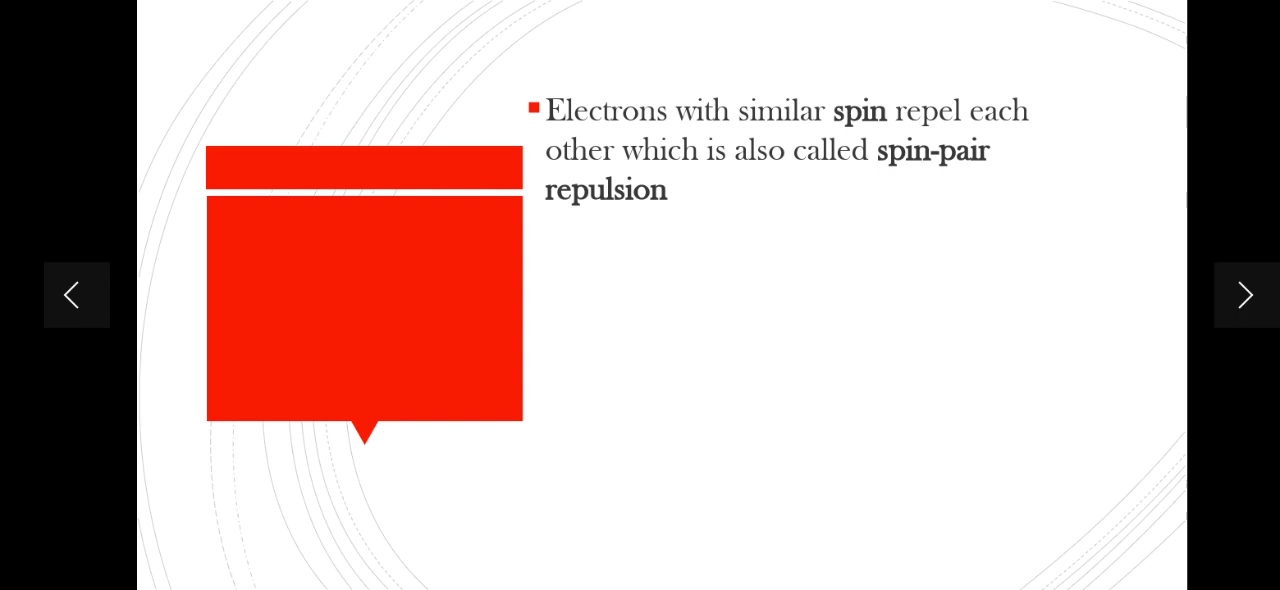 Electrons with similar spin repel each
other which is also called spin-pair
repulsion